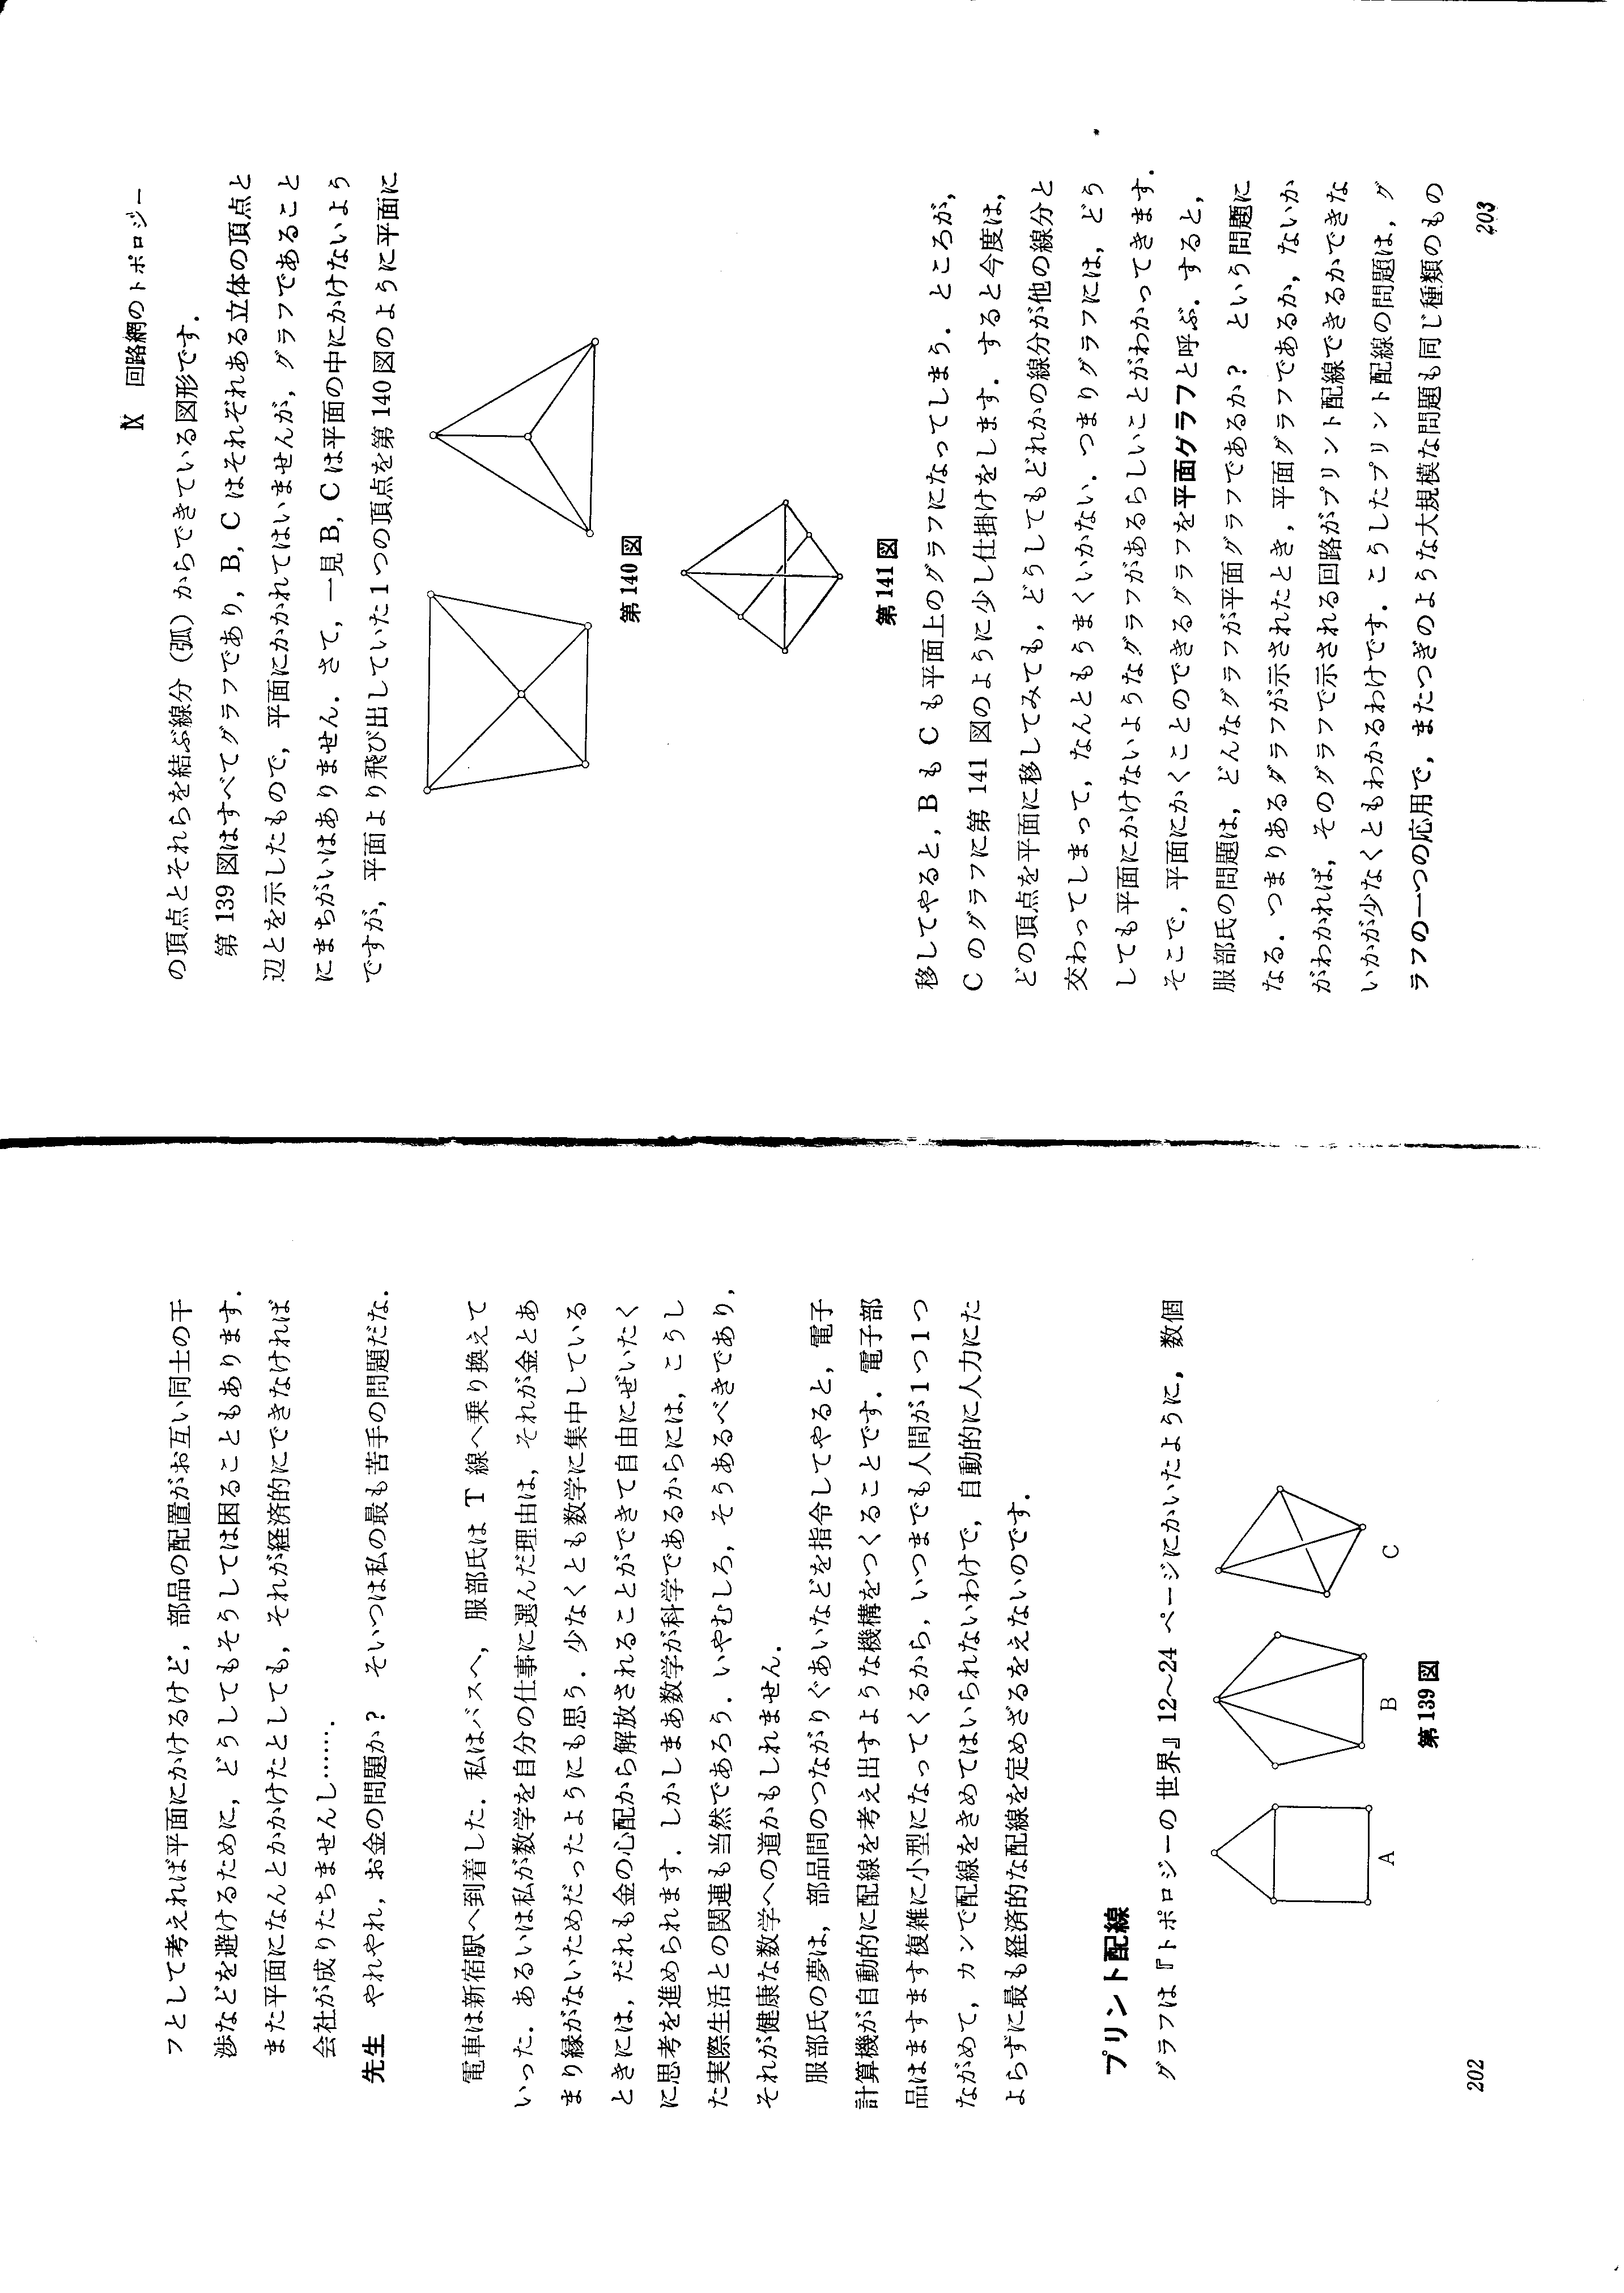 フとして考えれば平面にかけるけど，部品の配置がお互い同士の干
渉などを避けるために，どうしてもそうしては困ることもあります．
また平面になんとかかけたとしても，それが経済的にできなければ
会社が成りたちませんし……．
先生　やれやれ，お金の問題か？　そいつは私の最も苦手の問題だな．
電車は新宿駅へ到着した．私はバスへ，服部氏は T 線へ乗り換えて
いった．あるいは私が数学を自分の仕事に選んだ理由は，それが金とあ
まり縁がないためだったようにも思う．少なくとも数学に集中している
ときには，だれも金の心配から解放されることができて自由にぜいたく
に思考を進められます．しかしまあ数学が科学であるからには，こうし
た実際生活との関連も当然であろう．いやむしろ，そうあるべきであり，
それが健康な数学への道かもしれません．
服部氏の夢は，部品間のつながりぐあいなどを指令してやると，電子
計算機が自動的に配線を考え出すような機構をつくることです．電子部
品はますます複雑に小型になってくるから，いつまでも人間が1つ1つ
ながめて，カンで配線をきめてはいられないわけで，自動的に人力にた
よらずに最も経済的な配線を定めざるをえないのです．
プリント配線
グラフは『トポロジーの世界』12〜24 ページにかいたように，数個
A
B
C
第139図
202
Ⅸ　回路網のトポロジー
の頂点とそれらを結ぶ線分（弧）からできている図形です．
第139図はすべてグラフであり，B, C はそれぞれある立体の頂点と
辺とを示したもので，平面にかかれてはいませんが，グラフであること
にまちがいはありません．さて，一見 B, C は平面の中にかけないよう
ですが，平面より飛び出していた1つの頂点を第140図のように平面に
第140図
第141図
移してやると，B も C も平面上のグラフになってしまう．ところが，
C のグラフに第 141 図のように少し仕掛けをします．すると今度は，
どの頂点を平面に移してみても，どうしてもどれかの線分が他の線分と
交わってしまって，なんともうまくいかない．つまりグラフには，どう
しても平面にかけないようなグラフがあるらしいことがわかってきます．
そこで，平面にかくことのできるグラフを平面グラフと呼ぶ．すると，
服部氏の問題は，どんなグラフが平面グラフであるか？　という問題に
なる．つまりあるグラフが示されたとき，平面グラフであるか，ないか
がわかれば，そのグラフで示される回路がプリント配線できるかできな
いかが少なくともわかるわけです．こうしたプリント配線の問題は，グ
ラフの一つの応用で，またつぎのような大規模な問題も同じ種類のもの
203